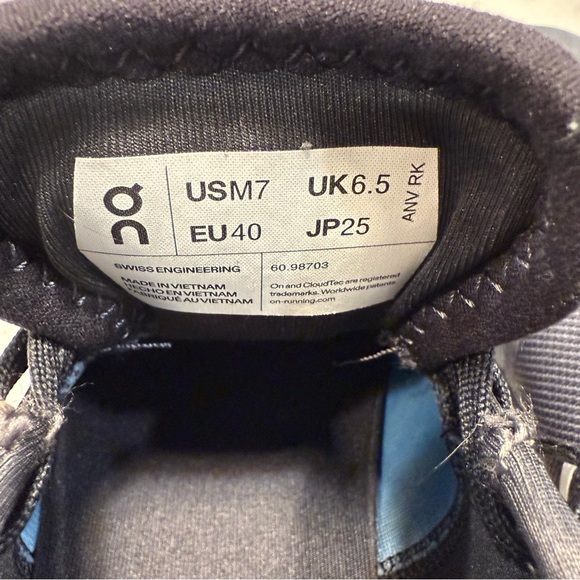 USM7 UK6.5
EU40 JP25
ANV RK
SWISS ENGINEERING
MADE IN VIETNAM
HECHO EN VIETNAM
FABRIQUÉ AU VIETNAM
60.98703
On and CloudTec are registered
trademarks. Worldwide patents
on-running.com